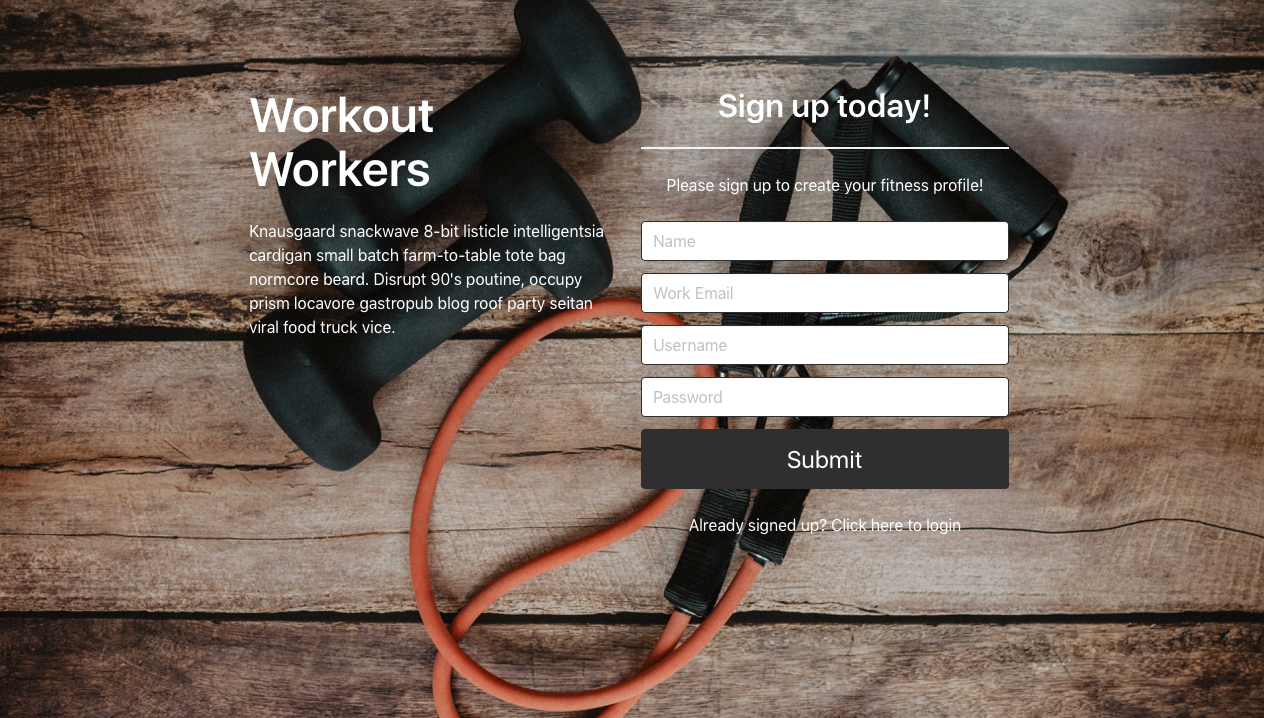 Workout
Workers
Knausgaard snackwave 8-bit listicle intelligentsia
cardigan small batch farm-to-table tote bag
normcore beard. Disrupt 90's poutine, occupy
prism locavore gastropub blog roof party seitan
viral food truck vice.
Sign up today!
Please sign up to create your fitness profile!
Name
Work Email
Username
Password
Submit
Already signed up? Click here to login